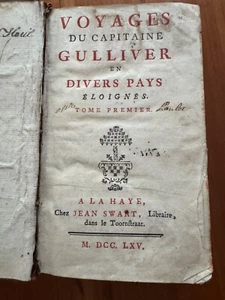 VOYAGES
DU CAPITAINE
GULLIVER
EN
DIVERS PAYS
ÉLOIGNÉS.
TOME PREMIER.
A LA HAYE,
Chez JEAN SWART, Libraire,
dans le Toornstraat.
M. DCC. LXV.